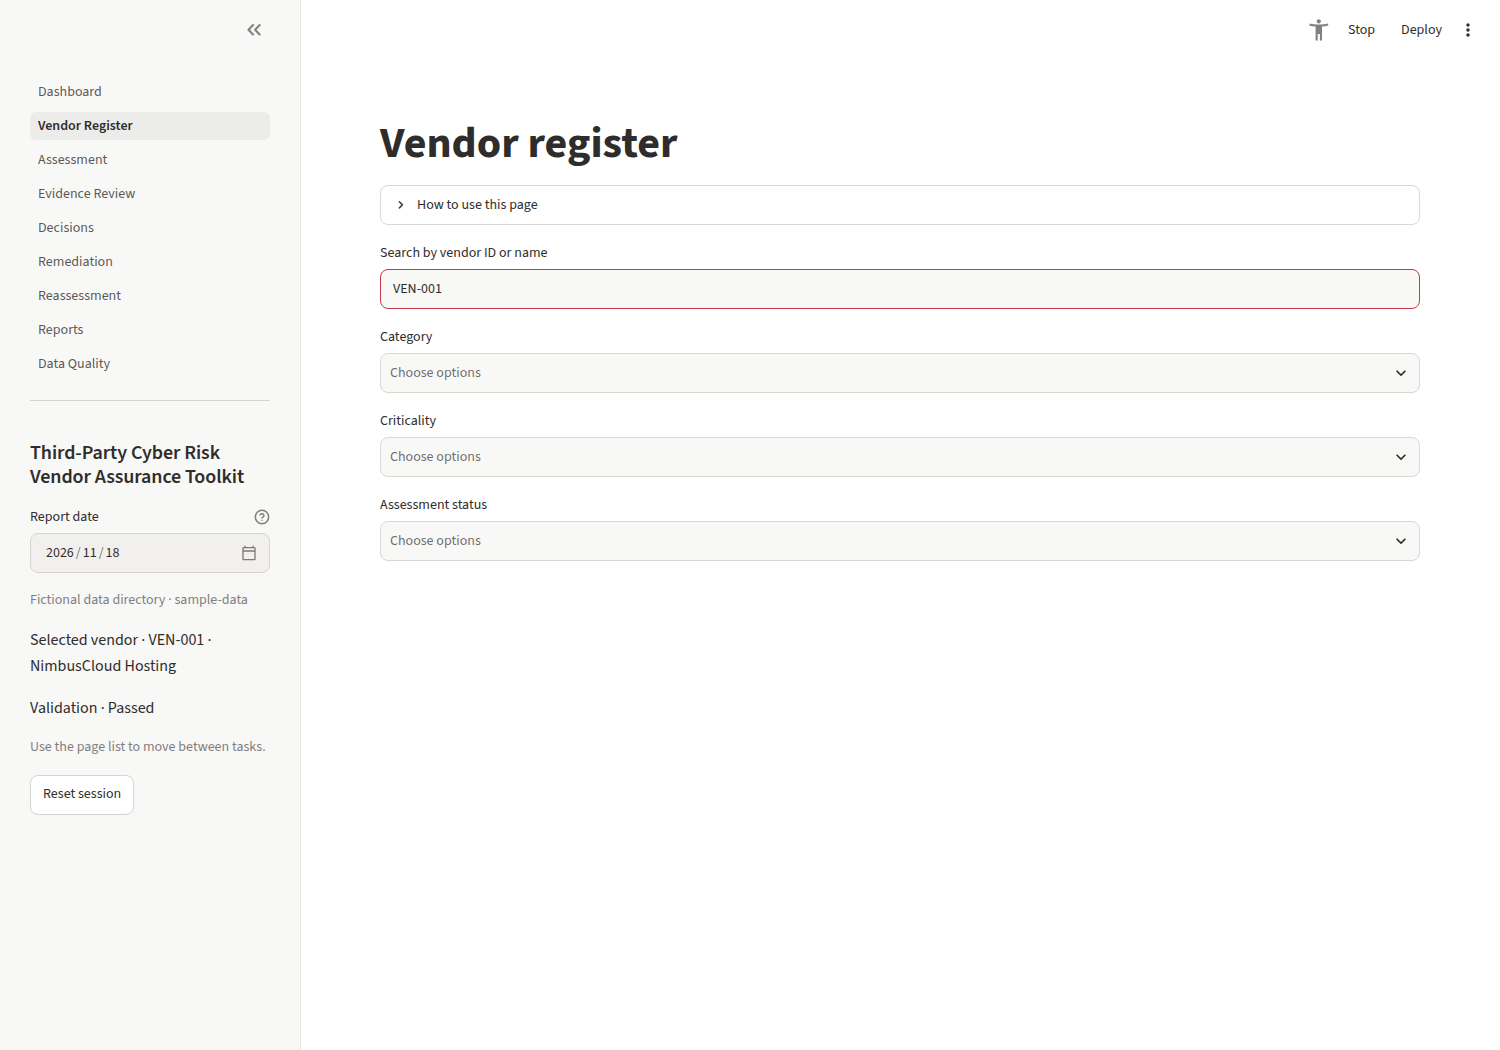 Dashboard
Vendor Register
Assessment
Evidence Review
Decisions
Remediation
Reassessment
Reports
Data Quality
Third-Party Cyber Risk
Vendor Assurance Toolkit
Report date
2026/11/18
Fictional data directory · sample-data
Selected vendor · VEN-001 ·
NimbusCloud Hosting
Validation · Passed
Use the page list to move between tasks.
Reset session
Stop
Deploy
Vendor register
How to use this page
Search by vendor ID or name
VEN-001
Category
Choose options
Criticality
Choose options
Assessment status
Choose options